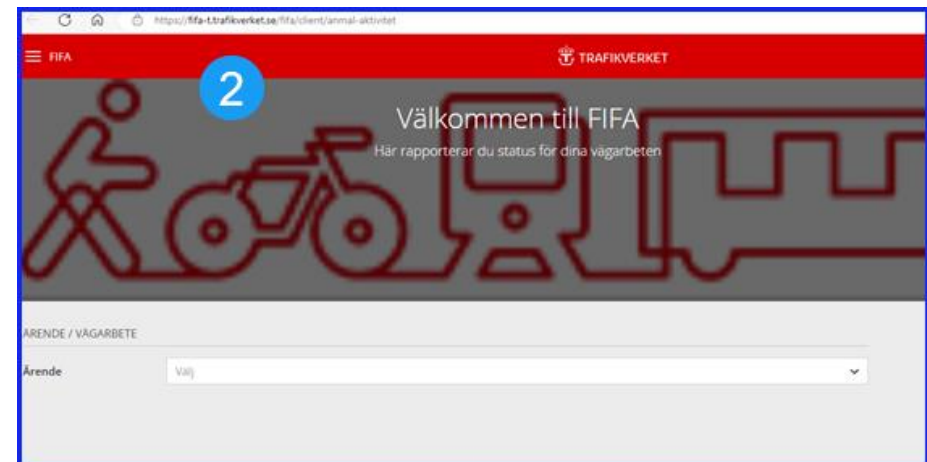 https://fifa-t.trafikverket.se/fifa/client/anmal-aktivitet
FIFA
TRAFIKVERKET
2
Välkommen till FIFA
Här rapporterar du status för dina vägarbeten
ÄRENDE / VÄGARBETE
Ärende
Välj